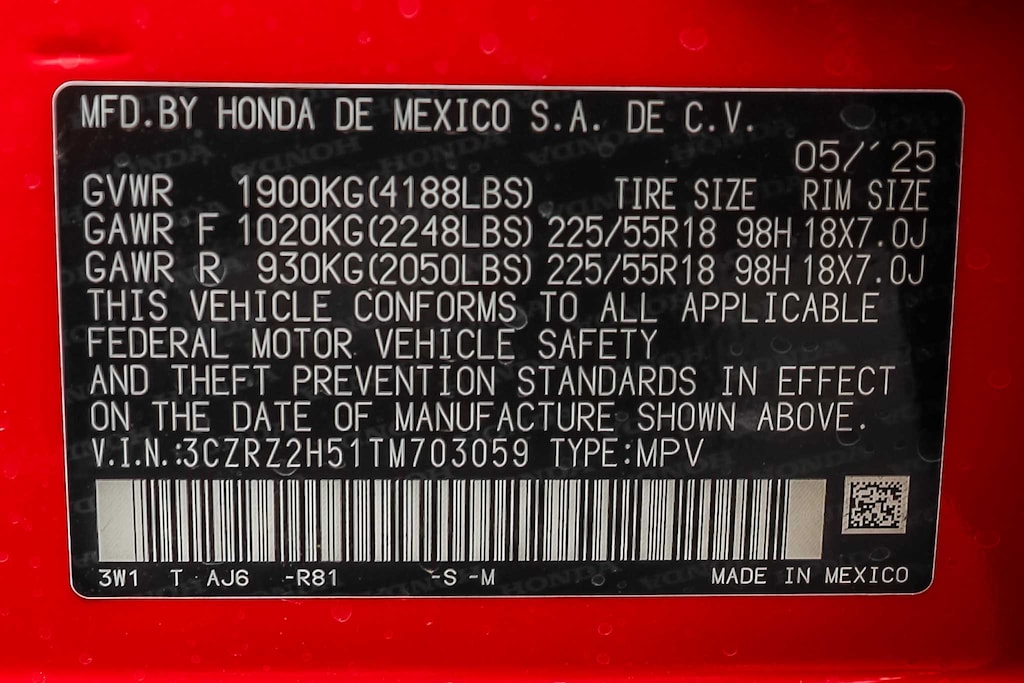 MFD. BY HONDA DE MEXICO S.A. DE C.V.
05/´25
GVWR 1900KG(4188LBS) TIRE SIZE RIM SIZE
GAWR F 1020KG(2248LBS) 225/55R18 98H 18X7.0J
GAWR R 930KG(2050LBS) 225/55R18 98H 18X7.0J
THIS VEHICLE CONFORMS TO ALL APPLICABLE
FEDERAL MOTOR VEHICLE SAFETY
AND THEFT PREVENTION STANDARDS IN EFFECT
ON THE DATE OF MANUFACTURE SHOWN ABOVE.
V.I.N.:3CZRZ2H51TM703059 TYPE:MPV
3W1 T AJ6 -R81 -S -M MADE IN MEXICO